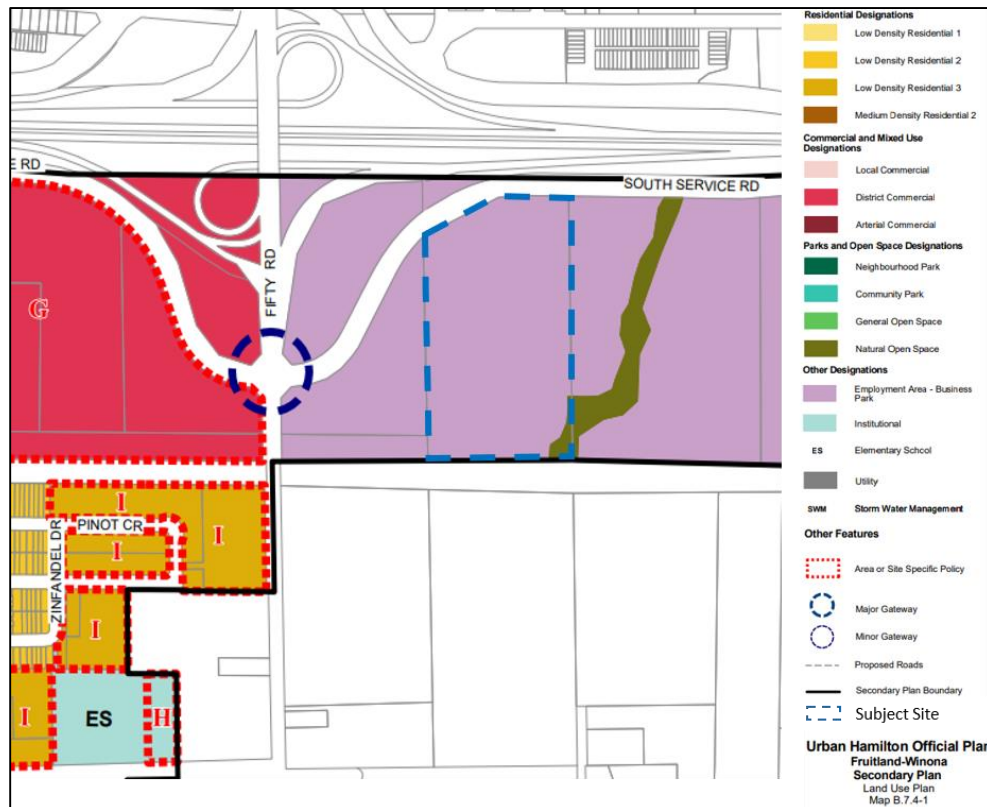 E RD
SOUTH SERVICE RD
FIFTY RD
G
I
PINOT CR
I
I
ZINFANDEL DR
I
I
ES
H
Residential Designations
Low Density Residential 1
Low Density Residential 2
Low Density Residential 3
Medium Density Residential 2
Commercial and Mixed Use
Designations
Local Commercial
District Commercial
Arterial Commercial
Parks and Open Space Designations
Neighbourhood Park
Community Park
General Open Space
Natural Open Space
Other Designations
Employment Area - Business
Park
Institutional
ES Elementary School
Utility
SWM Storm Water Management
Other Features
Area or Site Specific Policy
Major Gateway
Minor Gateway
Proposed Roads
Secondary Plan Boundary
Subject Site
Urban Hamilton Official Plan
Fruitland-Winona
Secondary Plan
Land Use Plan
Map B.7.4-1